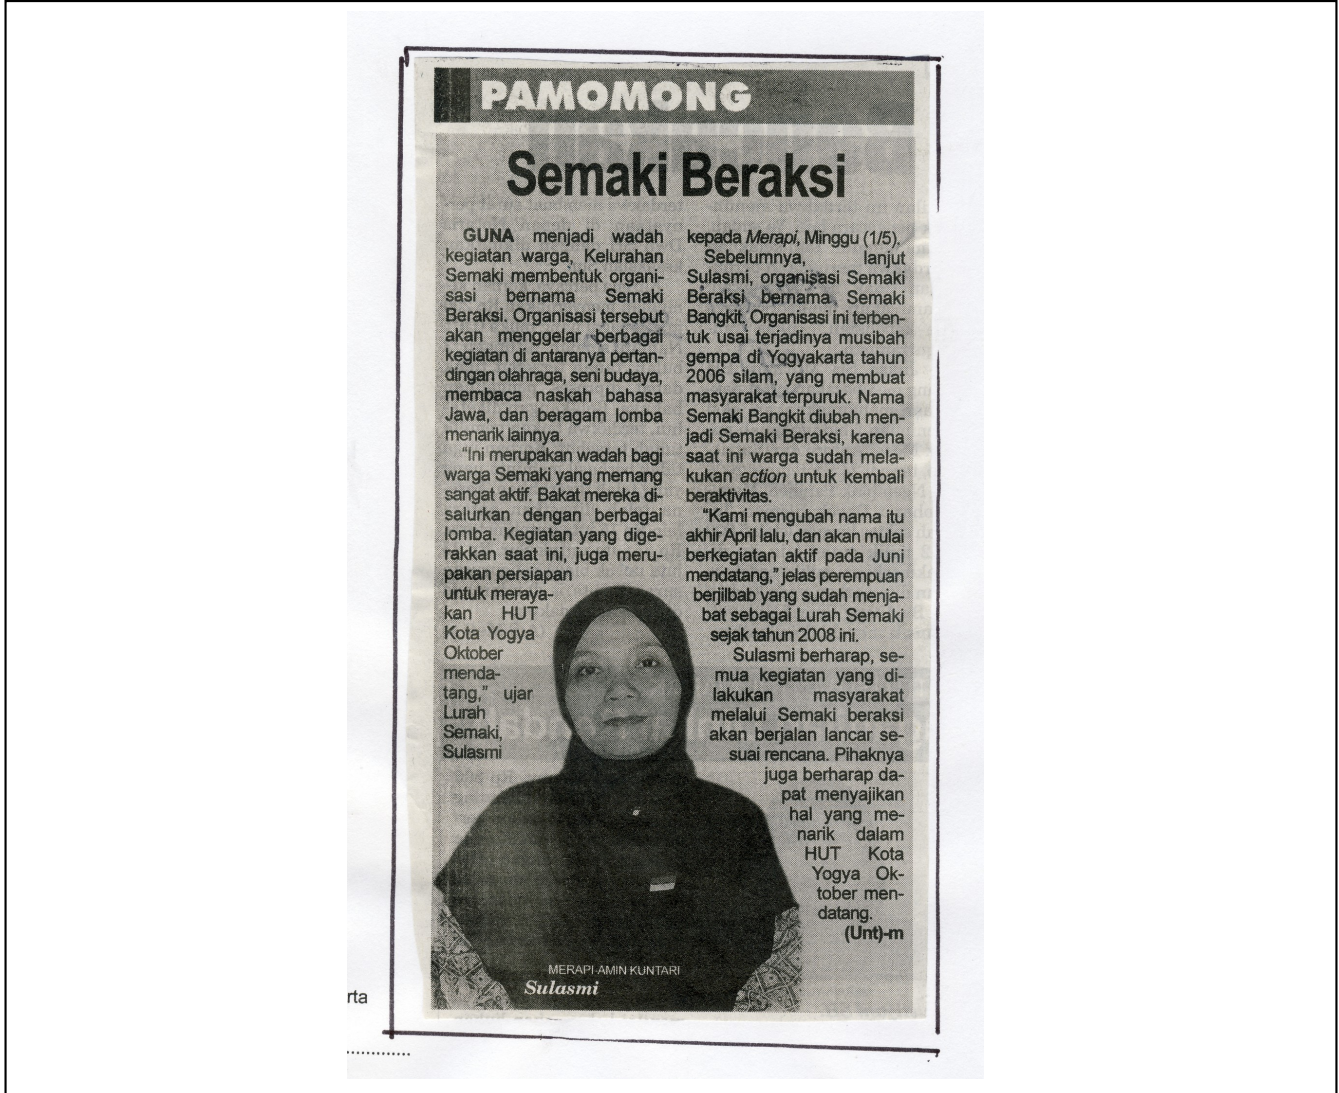 PAMOMONG
Semaki Beraksi
GUNA menjadi wadah
kegiatan warga, Kelurahan
Semaki membentuk organi-
sasi bernama Semaki
Beraksi. Organisasi tersebut
akan menggelar berbagai
kegiatan di antaranya pertan-
dingan olahraga, seni budaya,
membaca naskah bahasa
Jawa, dan beragam lomba
menarik lainnya.
"Ini merupakan wadah bagi
warga Semaki yang memang
sangat aktif. Bakat mereka di-
salurkan dengan berbagai
lomba. Kegiatan yang dige-
rakkan saat ini, juga meru-
pakan persiapan
untuk meraya-
kan HUT
Kota Yogya
Oktober
menda-
tang," ujar
Lurah
Semaki,
Sulasmi
kepada Merapi, Minggu (1/5).
Sebelumnya, lanjut
Sulasmi, organisasi Semaki
Beraksi bernama Semaki
Bangkit. Organisasi ini terben-
tuk usai terjadinya musibah
gempa di Yogyakarta tahun
2006 silam, yang membuat
masyarakat terpuruk. Nama
Semaki Bangkit diubah men-
jadi Semaki Beraksi, karena
saat ini warga sudah mela-
kukan action untuk kembali
beraktivitas.
"Kami mengubah nama itu
akhir April lalu, dan akan mulai
berkegiatan aktif pada Juni
mendatang," jelas perempuan
berjilbab yang sudah menja-
bat sebagai Lurah Semaki
sejak tahun 2008 ini.
Sulasmi berharap, se-
mua kegiatan yang di-
lakukan masyarakat
melalui Semaki beraksi
akan berjalan lancar se-
suai rencana. Pihaknya
juga berharap da-
pat menyajikan
hal yang me-
narik dalam
HUT Kota
Yogya Ok-
tober men-
datang.
(Unt)-m
MERAPI-AMIN KUNTARI
Sulasmi
rta